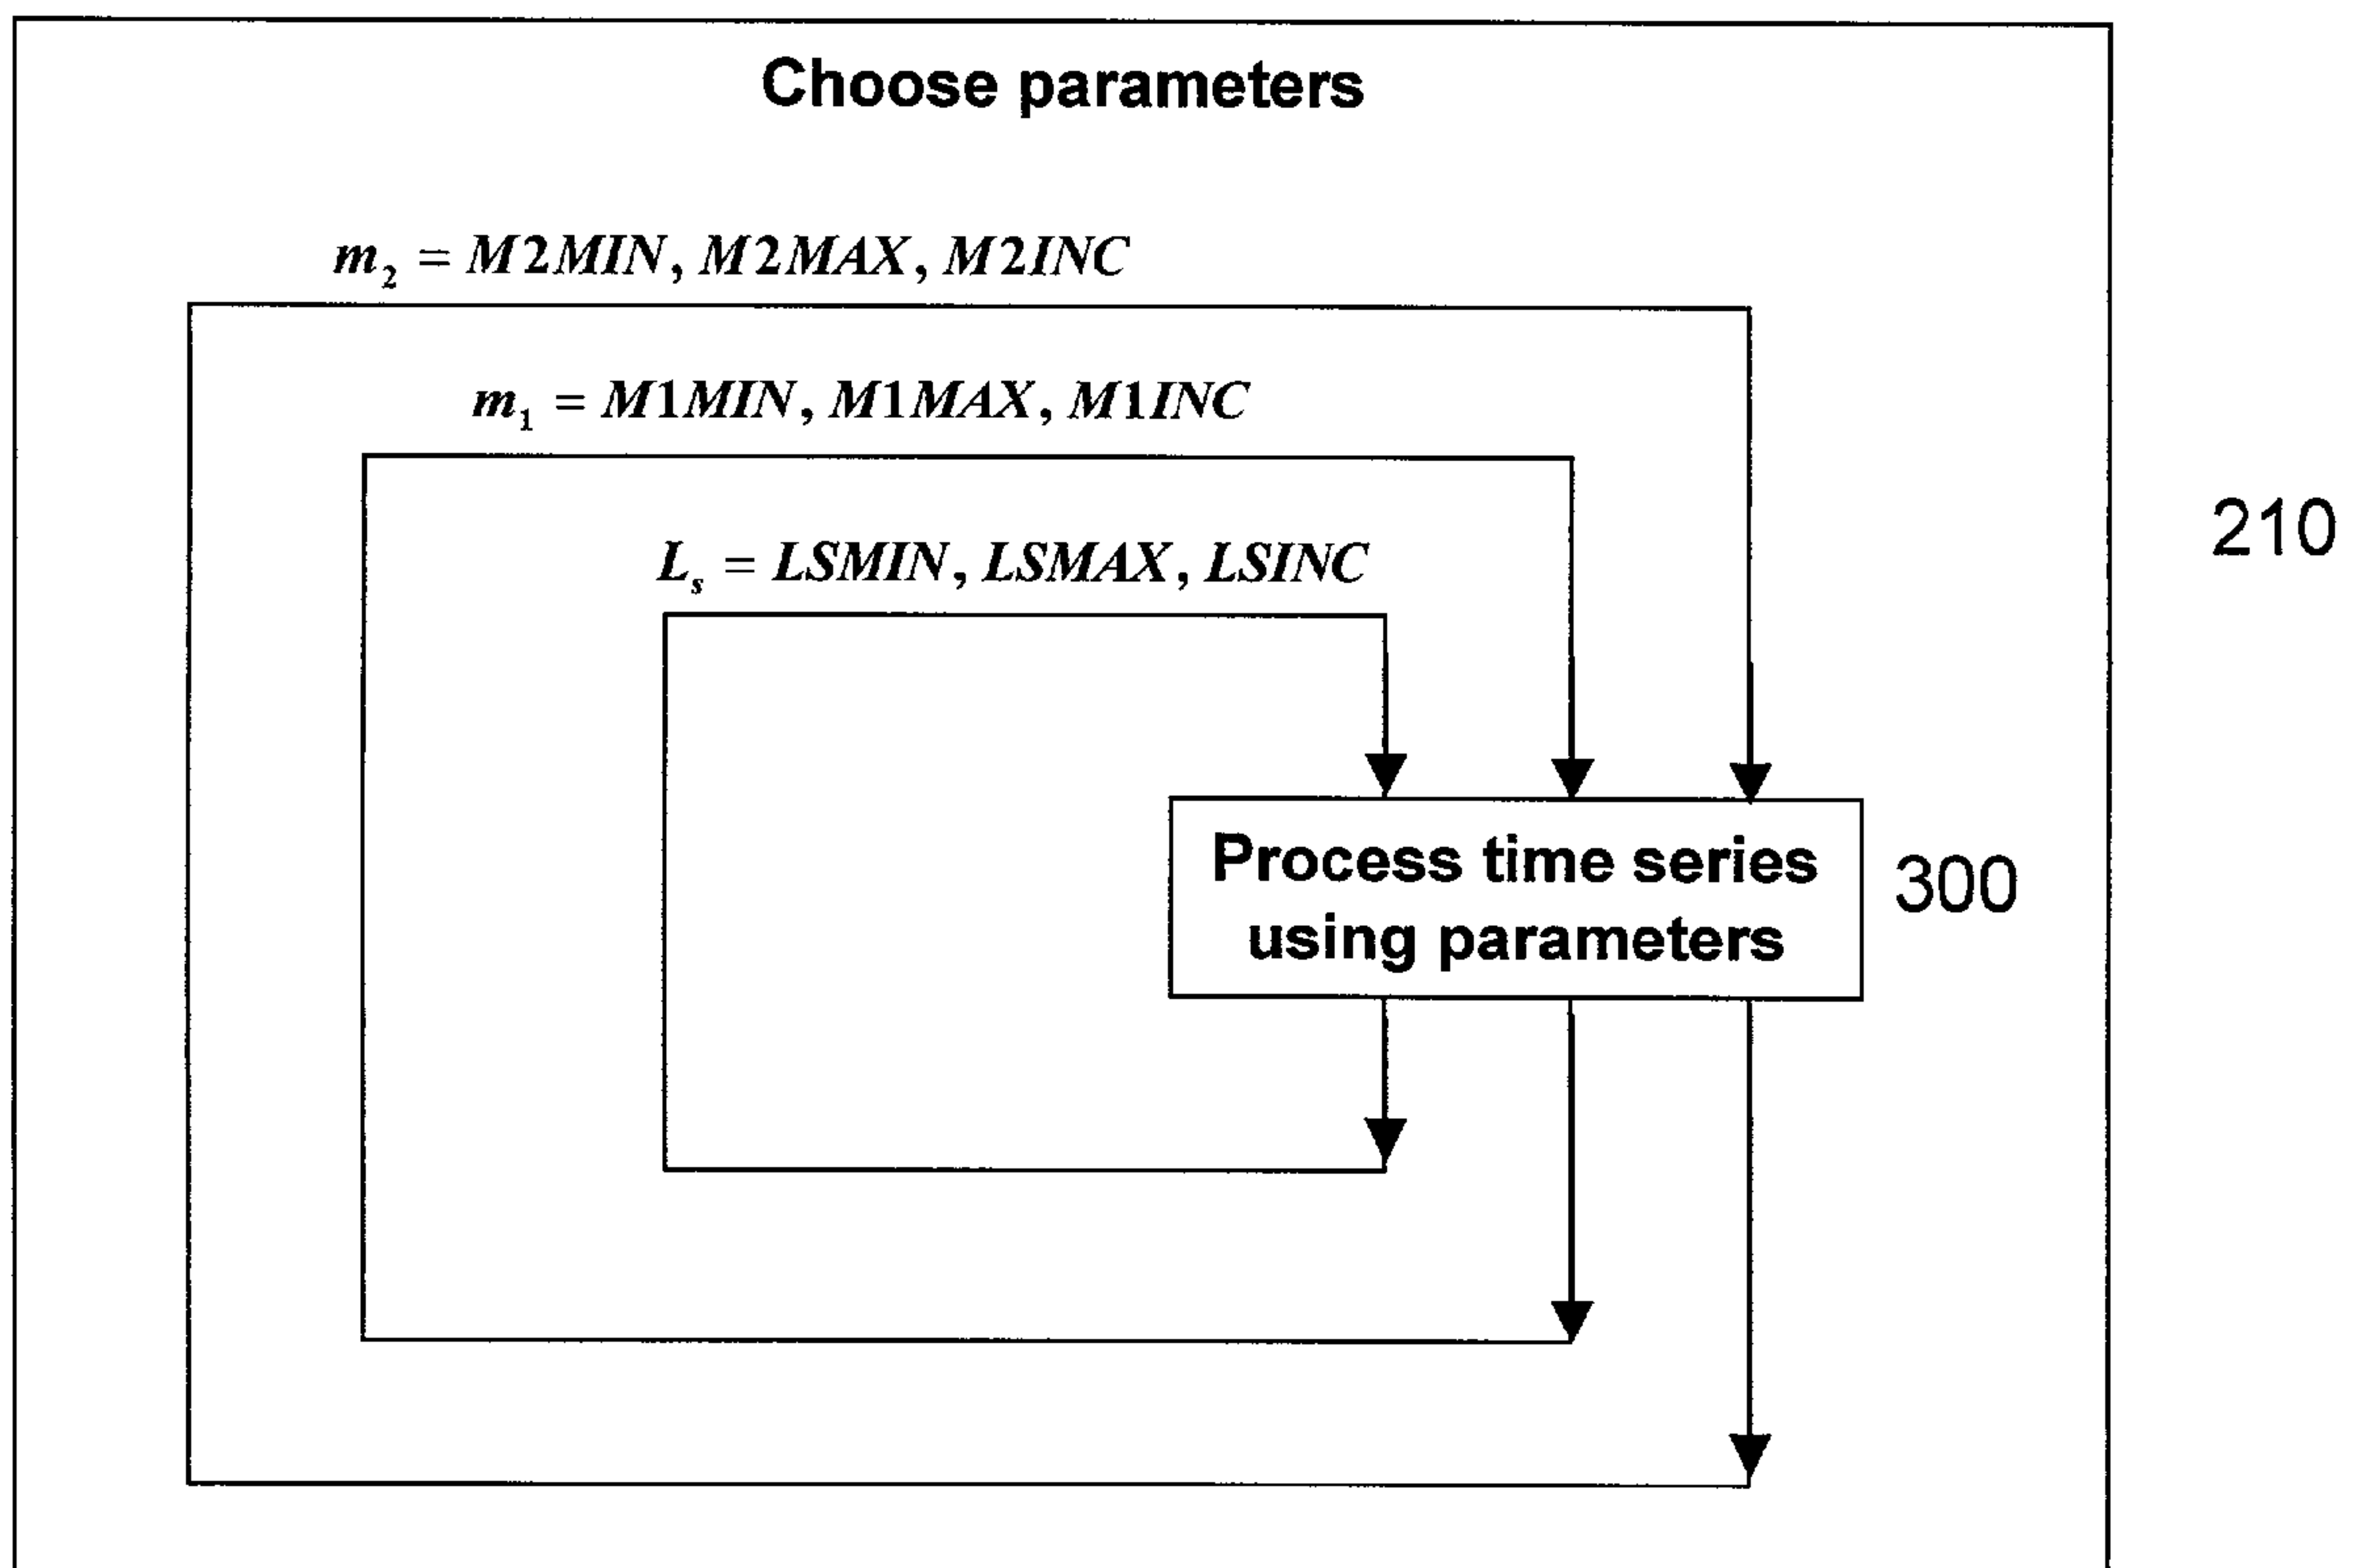 Choose parameters
m₂ = M2MIN, M2MAX, M2INC
m₁ = M1MIN, M1MAX, M1INC
Lₛ = LSMIN, LSMAX, LSINC
210
Process time series
using parameters
300